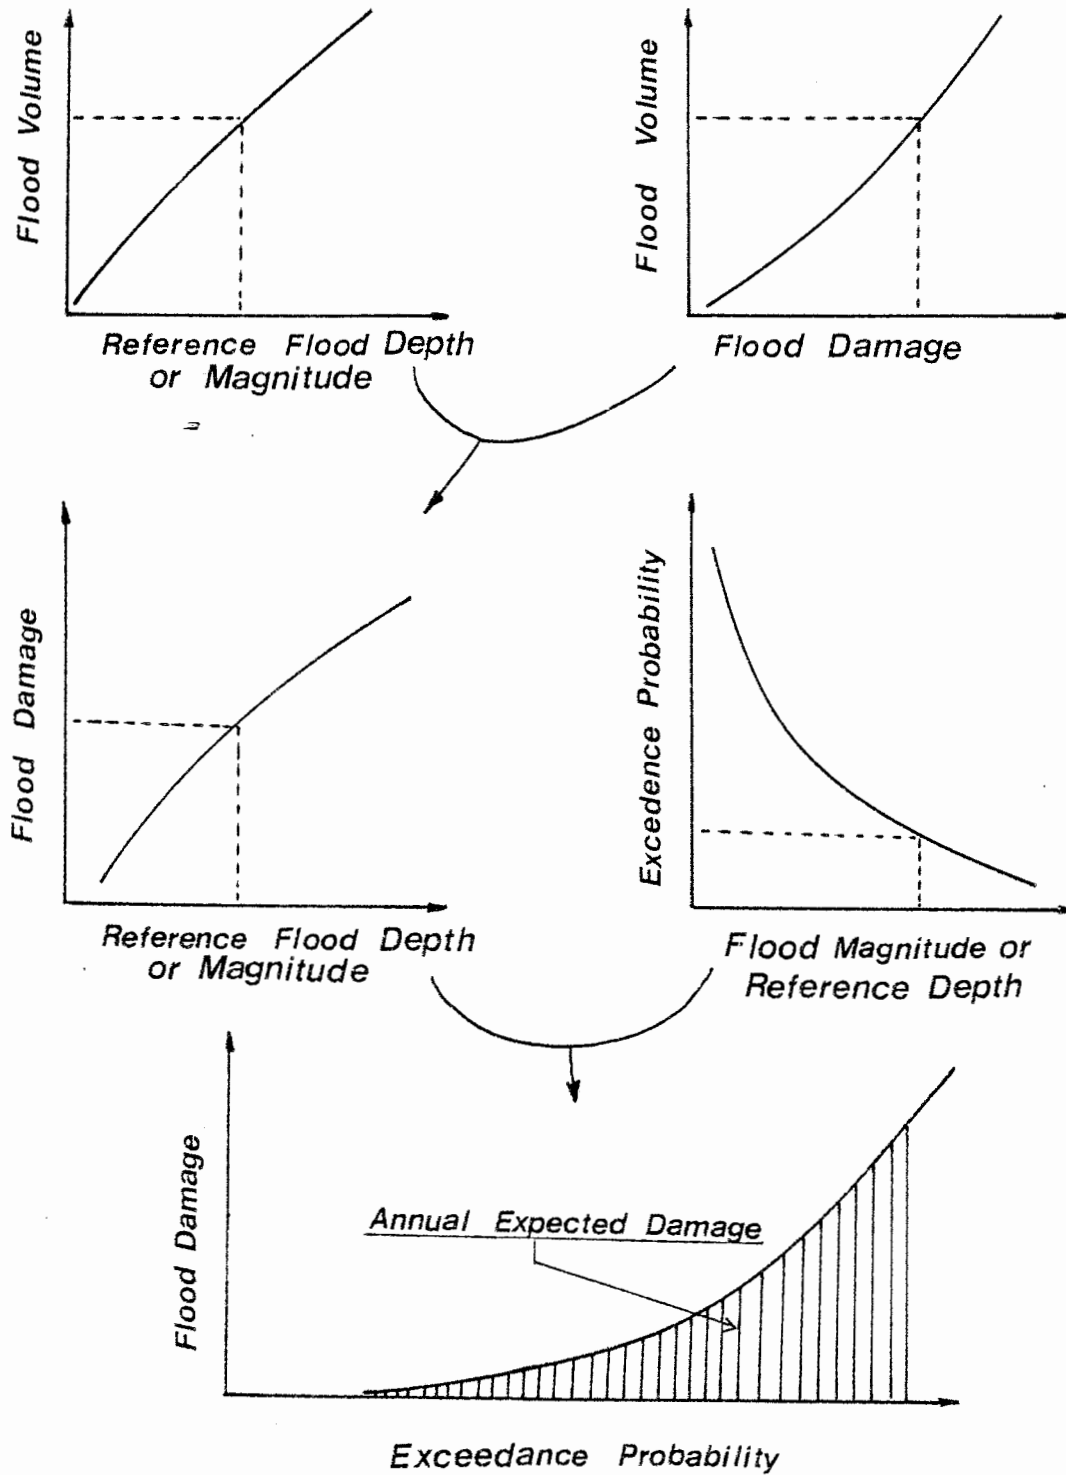 Flood Volume
Reference Flood Depth
or Magnitude
Flood Volume
Flood Damage
Flood Damage
Reference Flood Depth
or Magnitude
Excedence Probability
Flood Magnitude or
Reference Depth
Flood Damage
Annual Expected Damage
Exceedance Probability